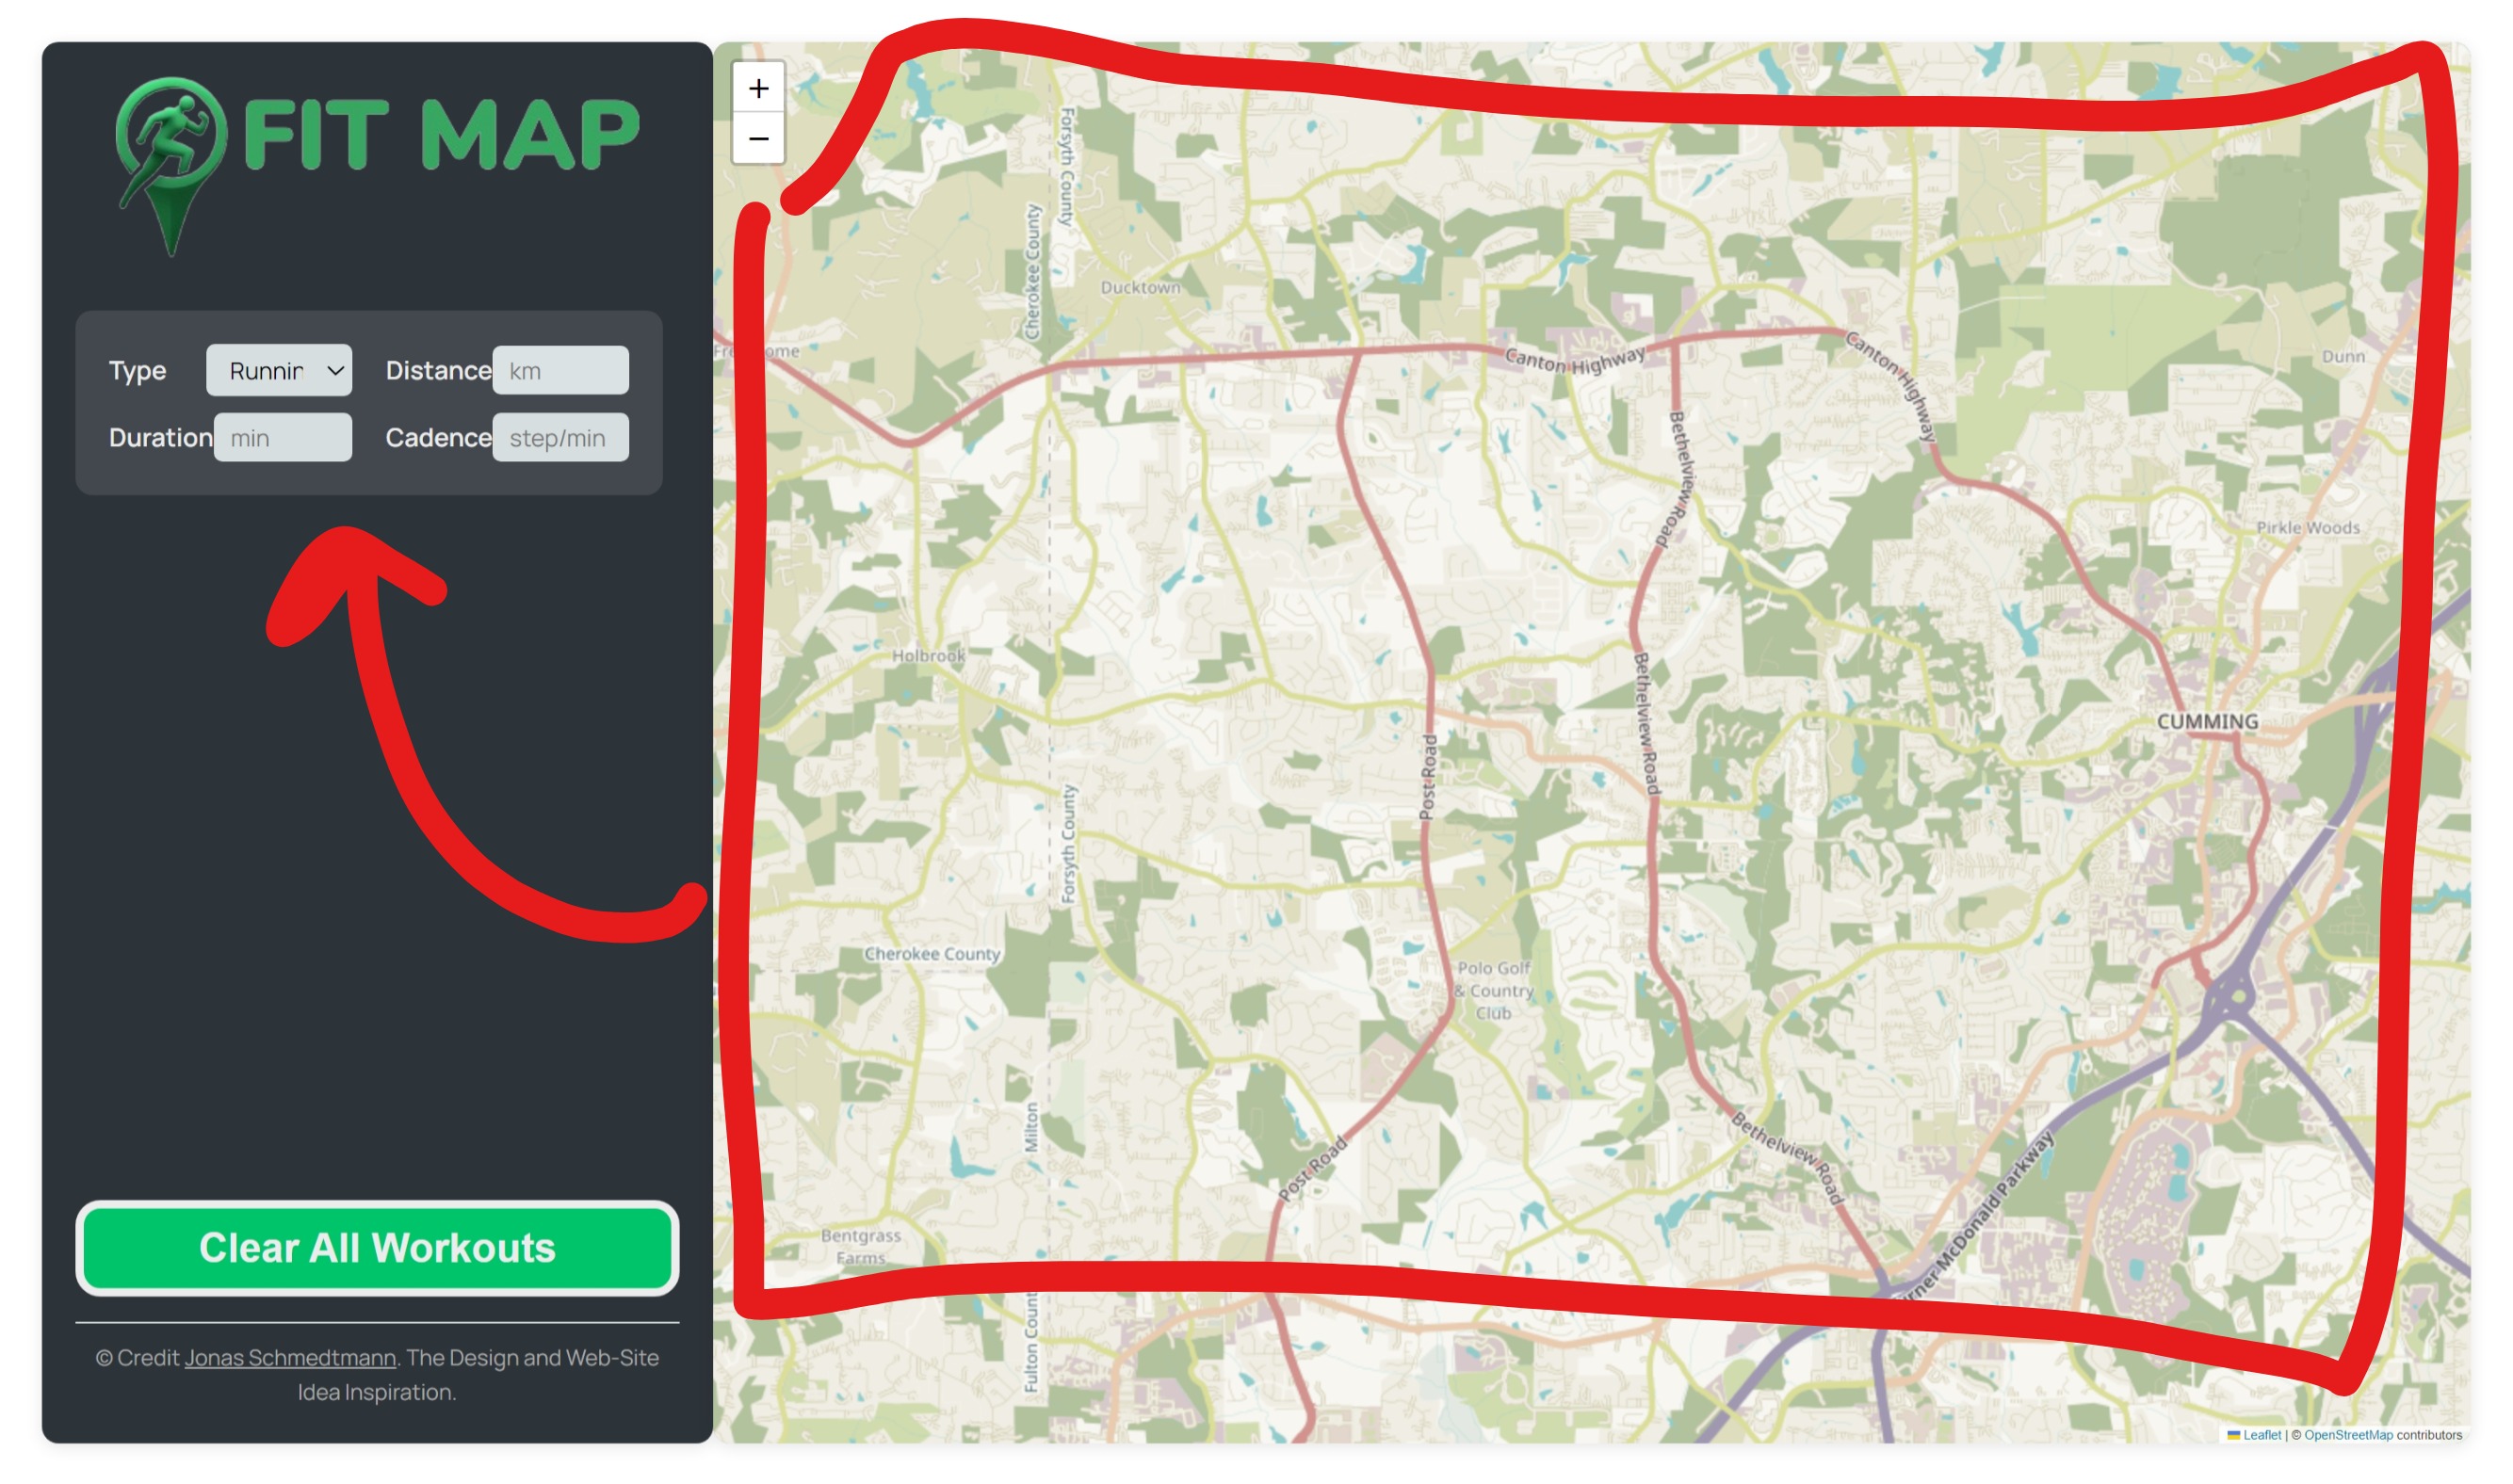 FIT MAP
Type
Runnin
Distance
km
Duration
min
Cadence
step/min
Clear All Workouts
© Credit Jonas Schmedtmann. The Design and Web-Site
Idea Inspiration.
+
−
Forsyth County
Cherokee County
Ducktown
Canton Highway
Canton Highway
Dunn
Bethelview Road
Pirkle Woods
Holbrook
Bethelview Road
CUMMING
Post Road
Forsyth County
Cherokee County
Polo Golf
& Country
Club
Milton
Bethelview Road
Post Road
McDonald Parkway
Bentgrass
Farms
Fulton
Leaflet | © OpenStreetMap contributors